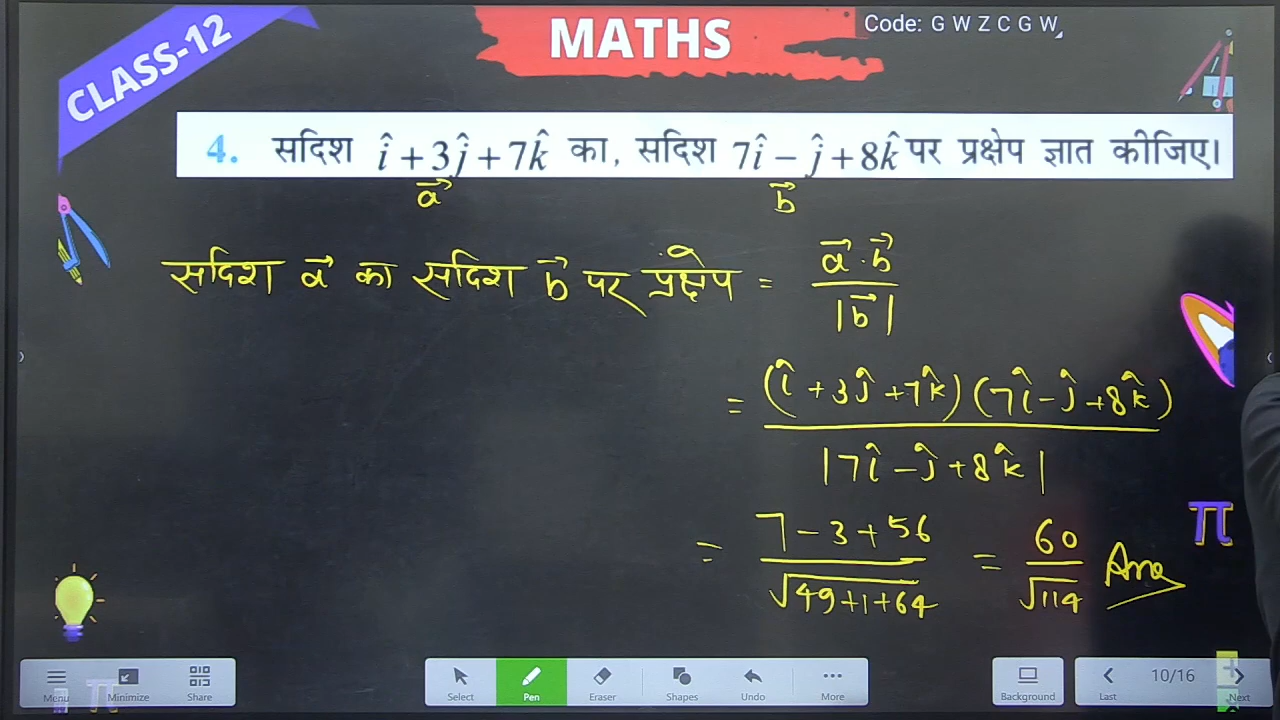 CLASS-12
MATHS
Code: G W Z C G W
4. सदिश î + 3ĵ + 7k̂ का, सदिश 7î − ĵ + 8k̂ पर प्रक्षेप ज्ञात कीजिए।
a⃗ b⃗
सदिश a⃗ का सदिश b⃗ पर प्रक्षेप = a⃗ · b⃗ / |b⃗|
= (î + 3ĵ + 7k̂) (7î − ĵ + 8k̂) / |7î − ĵ + 8k̂|
= 7 − 3 + 56 / √49+1+64 = 60 / √114 Ans
π
Menu Minimize Share Select Pen Eraser Shapes Undo More Background Last 10/16 Next